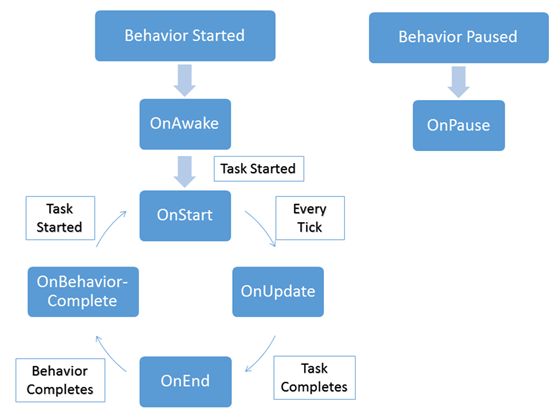 Behavior Started
Behavior Paused
OnAwake
OnPause
Task Started
Task
Started
OnStart
Every
Tick
OnBehavior-
Complete
OnUpdate
Behavior
Completes
OnEnd
Task
Completes